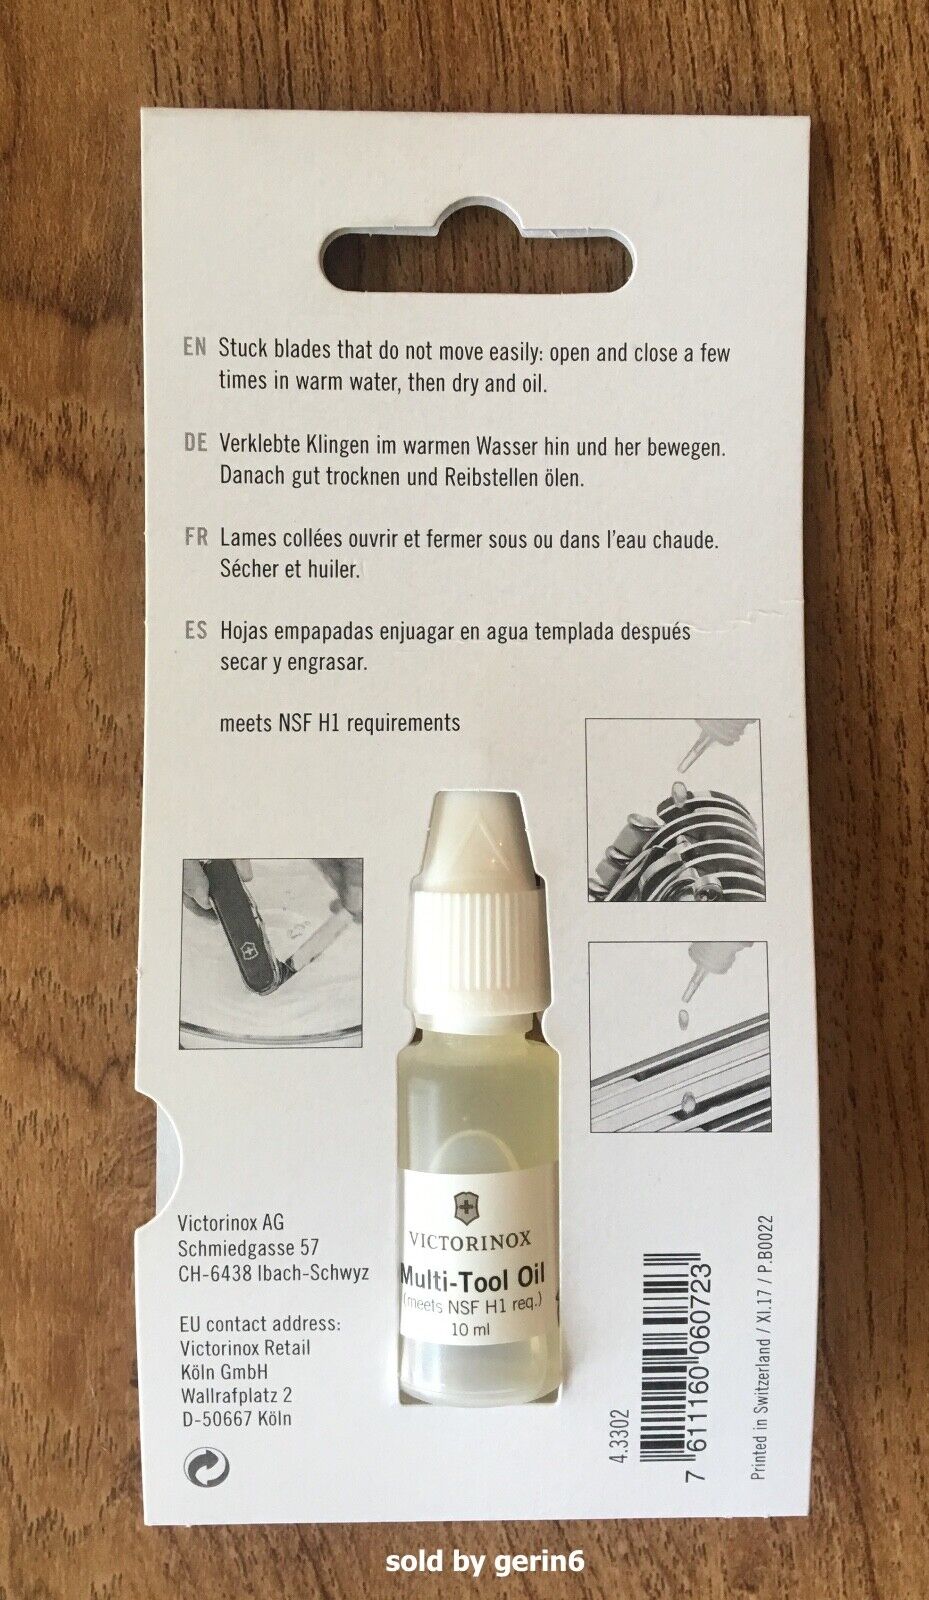 EN Stuck blades that do not move easily: open and close a few
times in warm water, then dry and oil.
DE Verklebte Klingen im warmen Wasser hin und her bewegen.
Danach gut trocknen und Reibstellen ölen.
FR Lames collées ouvrir et fermer sous ou dans l'eau chaude.
Sécher et huiler.
ES Hojas empapadas enjuagar en agua templada después
secar y engrasar.
meets NSF H1 requirements
VICTORINOX
Multi-Tool Oil
(meets NSF H1 req.)
10 ml
Victorinox AG
Schmiedgasse 57
CH-6438 Ibach-Schwyz
EU contact address:
Victorinox Retail
Köln GmbH
Wallrafplatz 2
D-50667 Köln
4.3302
7 611160 060723
Printed in Switzerland / XI.17 / P.B0022
sold by gerin6